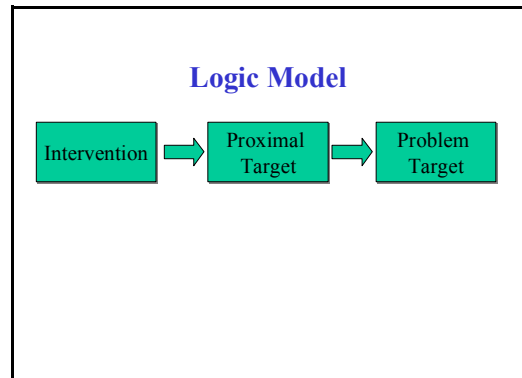 Logic Model
Intervention
Proximal
Target
Problem
Target